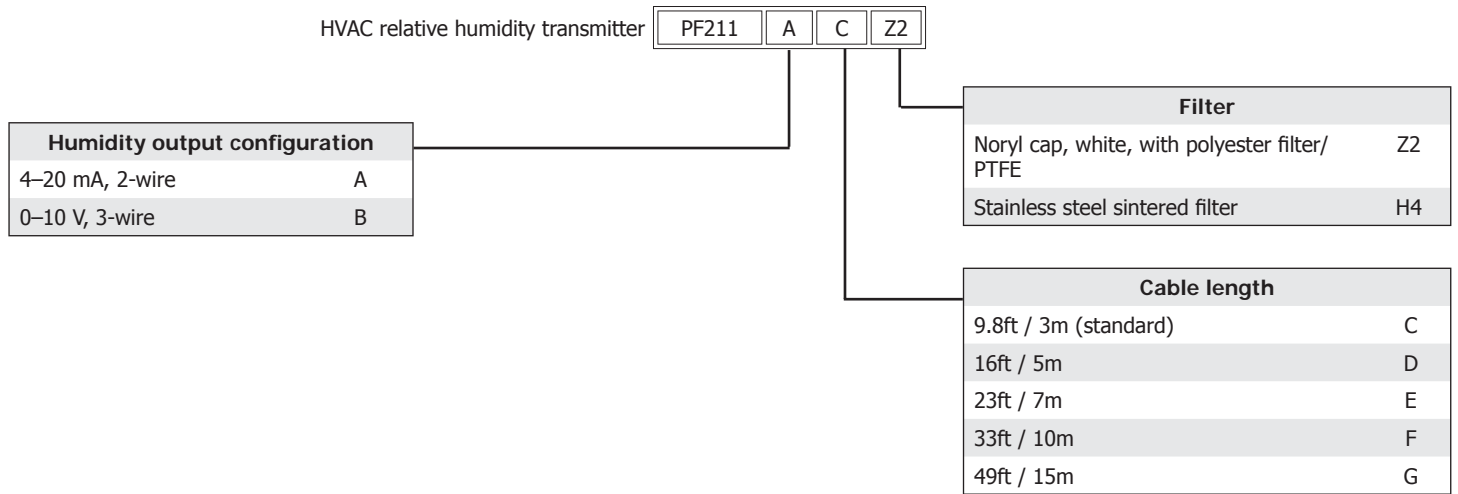 HVAC relative humidity transmitter PF211 A C Z2
Humidity output configuration
4–20 mA, 2-wire A
0–10 V, 3-wire B
Filter
Noryl cap, white, with polyester filter/ Z2
PTFE
Stainless steel sintered filter H4
Cable length
9.8ft / 3m (standard) C
16ft / 5m D
23ft / 7m E
33ft / 10m F
49ft / 15m G